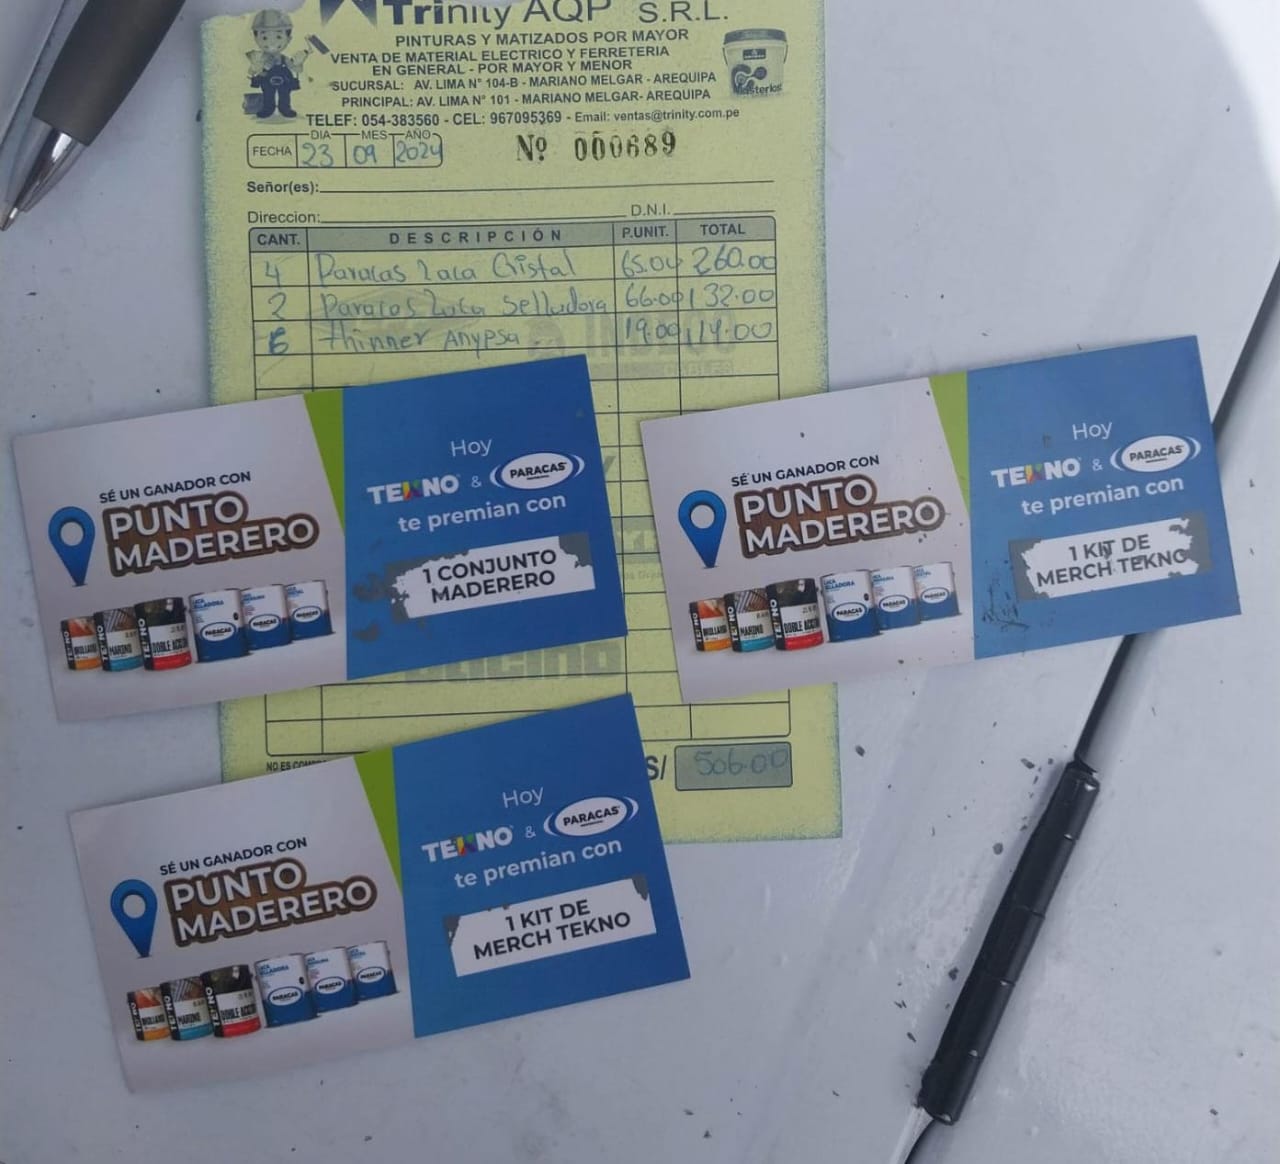 Trinity AQP S.R.L.
PINTURAS Y MATIZADOS POR MAYOR
VENTA DE MATERIAL ELECTRICO Y FERRETERIA
EN GENERAL - POR MAYOR Y MENOR
SUCURSAL: AV. LIMA N° 104-B - MARIANO MELGAR - AREQUIPA
PRINCIPAL: AV. LIMA N° 101 - MARIANO MELGAR- AREQUIPA
TELEF: 054-383560 - CEL: 967095369 - Email: ventas@trinity.com.pe
FECHA DIA MES AÑO
23 09 2024
Nº 000689
Señor(es):
Direccion: D.N.I.
CANT. DESCRIPCIÓN P.UNIT. TOTAL
4 Paracas Laca Cristal 65.00 260.00
2 Paracas Laca Selladora 66.00 132.00
6 thinner Anypsa 19.00 114.00
SÉ UN GANADOR CON
PUNTO
MADERERO
Hoy
TEKNO & PARACAS
te premian con
1 CONJUNTO
MADERERO
SÉ UN GANADOR CON
PUNTO
MADERERO
Hoy
TEKNO & PARACAS
te premian con
1 KIT DE
MERCH TEKNO
S/ 506.00
SÉ UN GANADOR CON
PUNTO
MADERERO
Hoy
TEKNO & PARACAS
te premian con
1 KIT DE
MERCH TEKNO